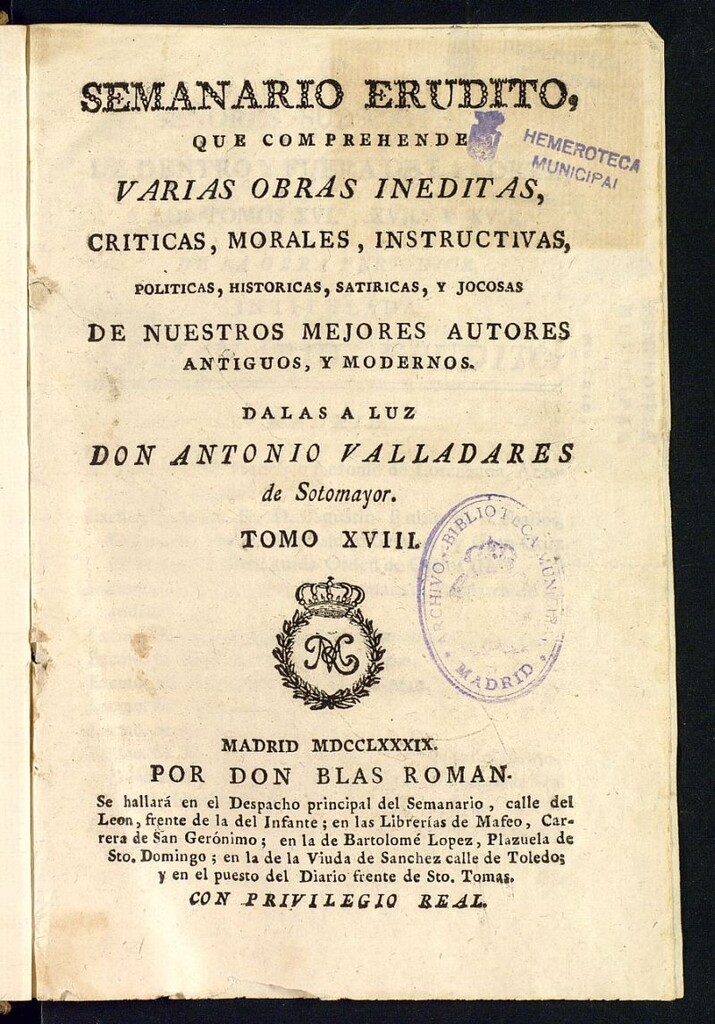 SEMANARIO ERUDITO,
QUE COMPREHENDE
VARIAS OBRAS INEDITAS,
CRITICAS, MORALES, INSTRUCTIVAS,
POLITICAS, HISTORICAS, SATIRICAS, Y JOCOSAS
DE NUESTROS MEJORES AUTORES
ANTIGUOS, Y MODERNOS.
DALAS A LUZ
DON ANTONIO VALLADARES
de Sotomayor.
TOMO XVIII.
MADRID MDCCLXXXIX.
POR DON BLAS ROMAN.
Se hallará en el Despacho principal del Semanario, calle del
Leon, frente de la del Infante; en las Librerías de Mafeo, Car-
rera de San Gerónimo; en la de Bartolomé Lopez, Plazuela de
Sto. Domingo; en la de la Viuda de Sanchez calle de Toledo;
y en el puesto del Diario frente de Sto. Tomas.
CON PRIVILEGIO REAL.
HEMEROTECA
MUNICIPAL
ARCHIVO-BIBLIOTECA
MADRID